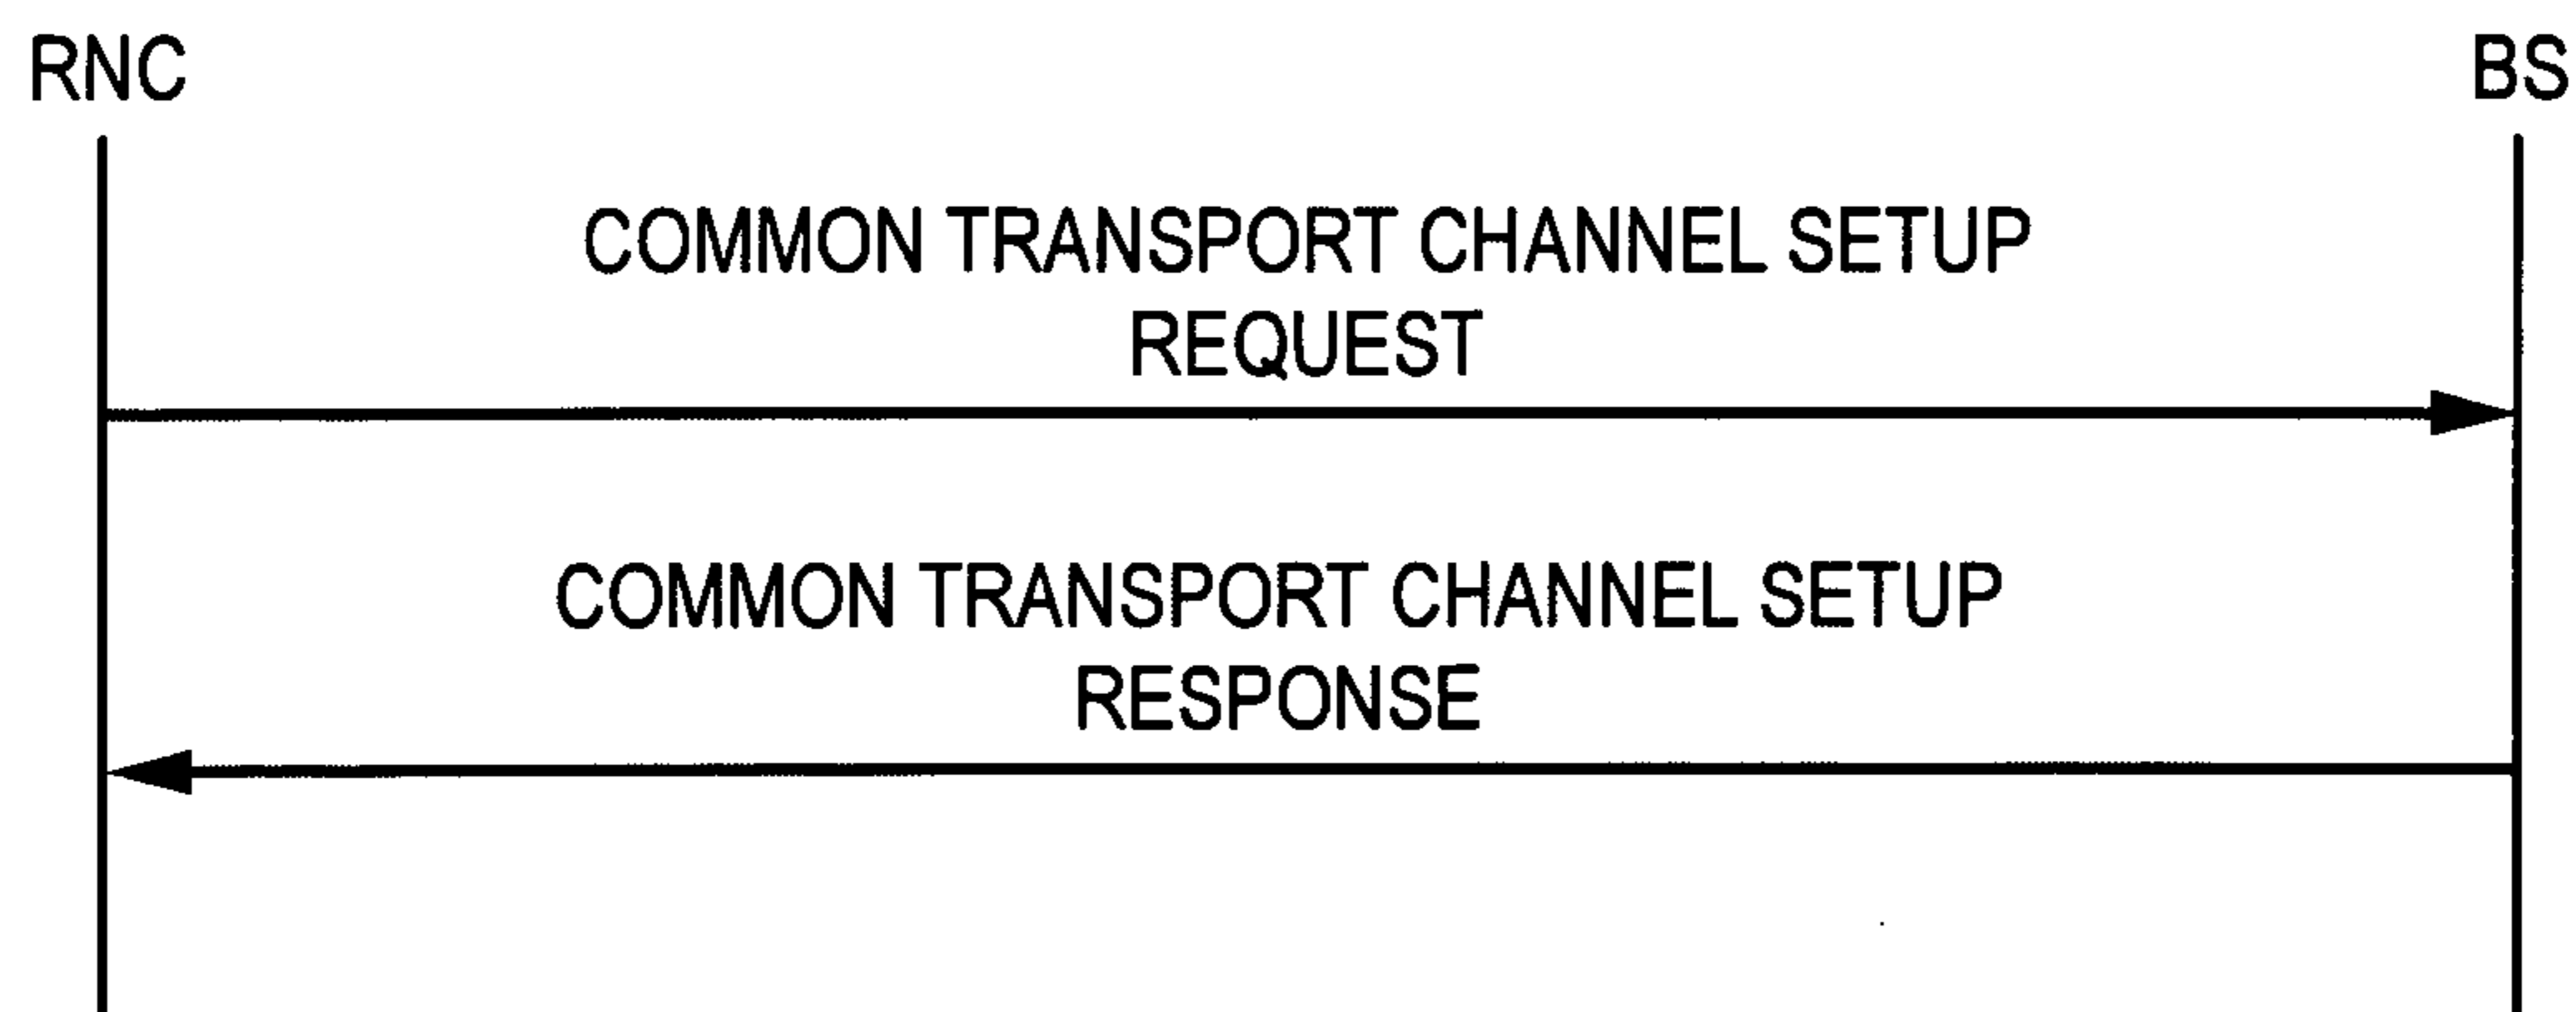 RNC
BS
COMMON TRANSPORT CHANNEL SETUP
REQUEST
COMMON TRANSPORT CHANNEL SETUP
RESPONSE